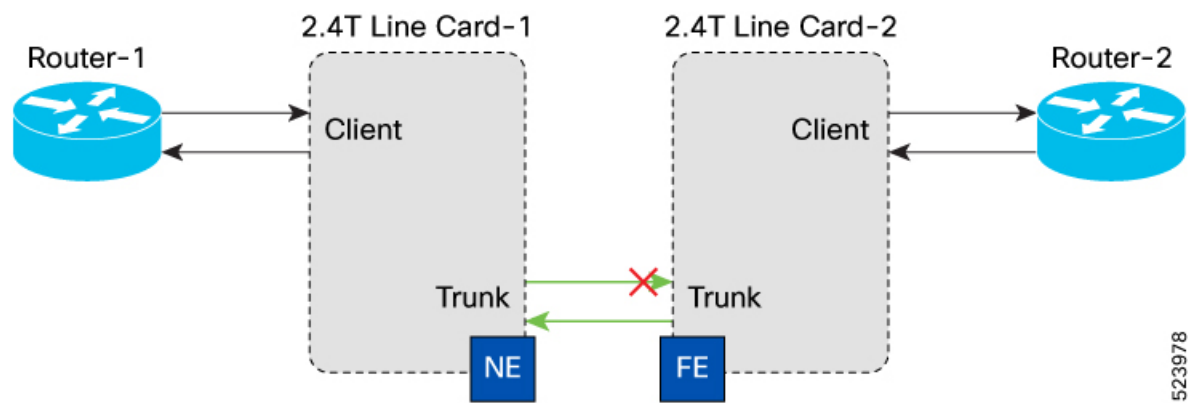 2.4T Line Card-1
2.4T Line Card-2
Router-1
Router-2
Client
Client
Trunk
Trunk
NE
FE
523978